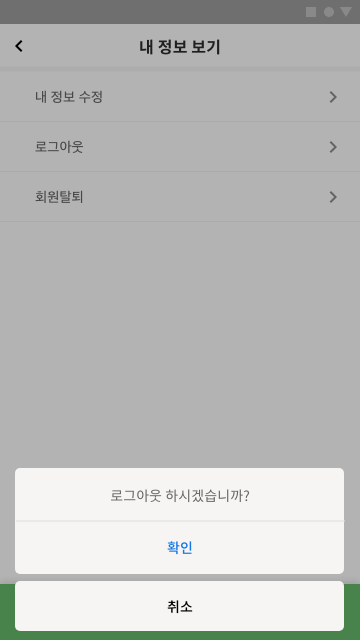 내 정보 보기
내 정보 수정
로그아웃
회원탈퇴
로그아웃 하시겠습니까?
확인
취소